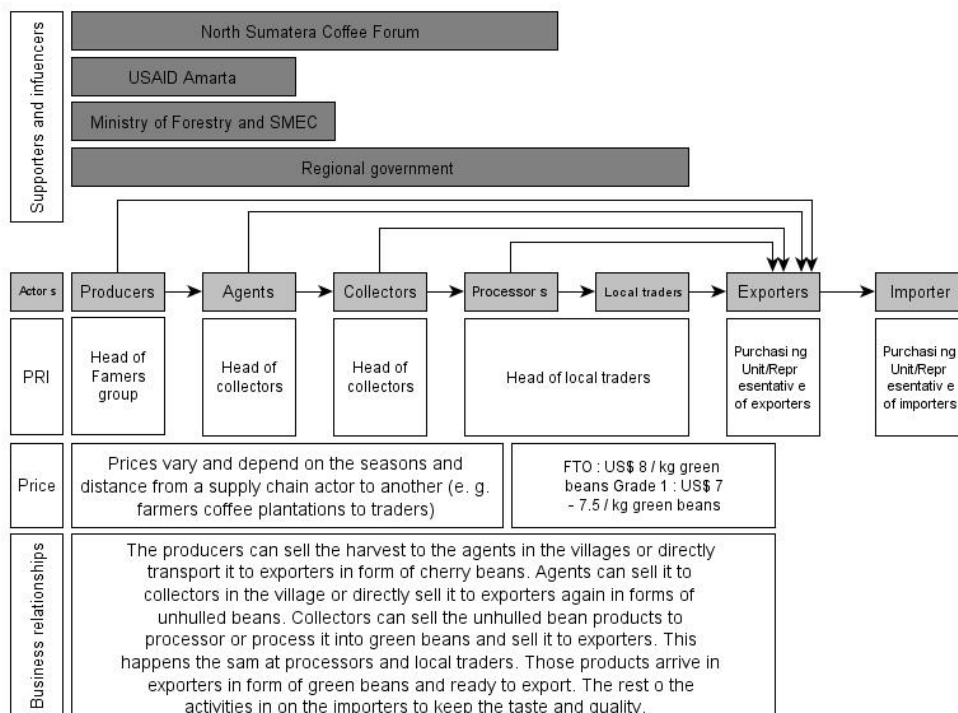 Supporters and infuencers
North Sumatera Coffee Forum
USAID Amarta
Ministry of Forestry and SMEC
Regional government
Actor s
Producers
Agents
Collectors
Processor s
Local traders
Exporters
Importer
PRI
Head of
Famers
group
Head of
collectors
Head of
collectors
Head of local traders
Purchasi ng
Unit/Repr
esentativ e
of exporters
Purchasi ng
Unit/Repr
esentativ e
of importers
Price
Prices vary and depend on the seasons and
distance from a supply chain actor to another (e. g.
farmers coffee plantations to traders)
FTO : US$ 8 / kg green
beans Grade 1 : US$ 7
- 7.5 / kg green beans
Business relationships
The producers can sell the harvest to the agents in the villages or directly
transport it to exporters in form of cherry beans. Agents can sell it to
collectors in the village or directly sell it to exporters again in forms of
unhulled beans. Collectors can sell the unhulled bean products to
processor or process it into green beans and sell it to exporters. This
happens the sam at processors and local traders. Those products arrive in
exporters in form of green beans and ready to export. The rest o the
activities in on the importers to keep the taste and quality.